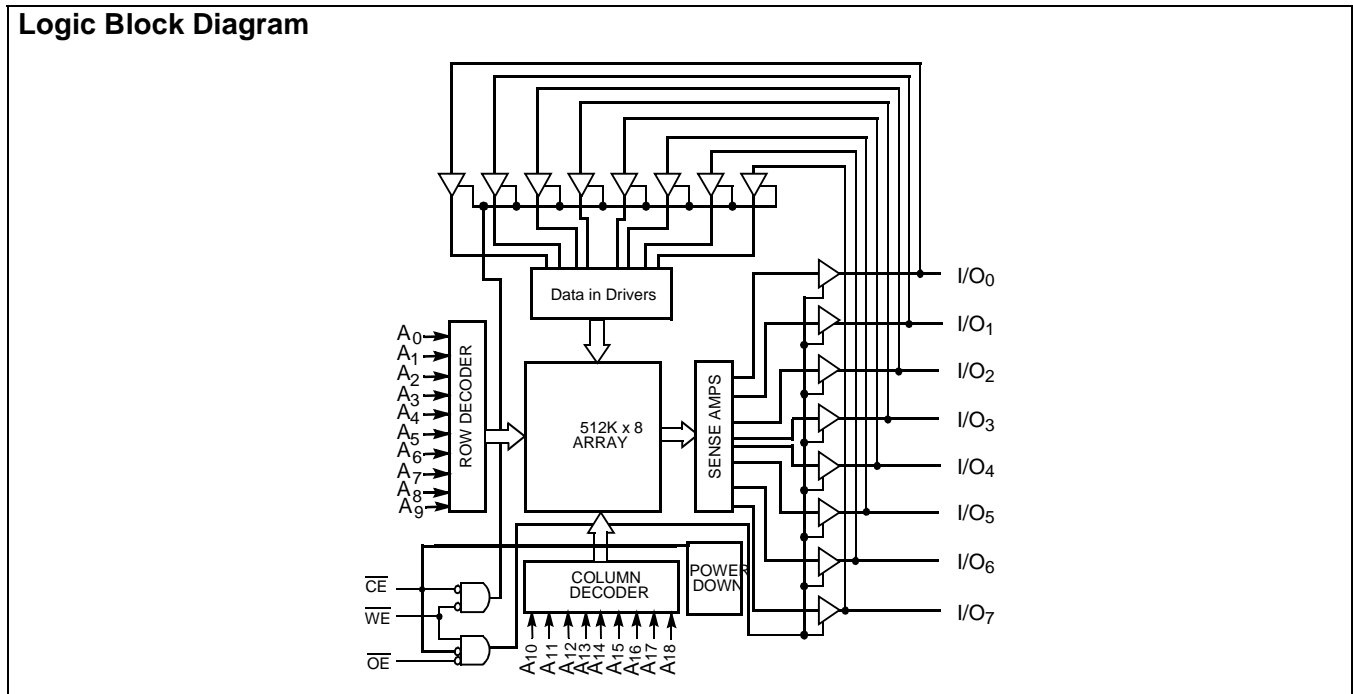 Logic Block Diagram
Data in Drivers
I/O0
I/O1
I/O2
I/O3
I/O4
I/O5
I/O6
I/O7
A0
A1
A2
A3
A4
A5
A6
A7
A8
A9
ROW DECODER
512K x 8
ARRAY
SENSE AMPS
COLUMN
DECODER
POWER
DOWN
CE
WE
OE
A10
A11
A12
A13
A14
A15
A16
A17
A18